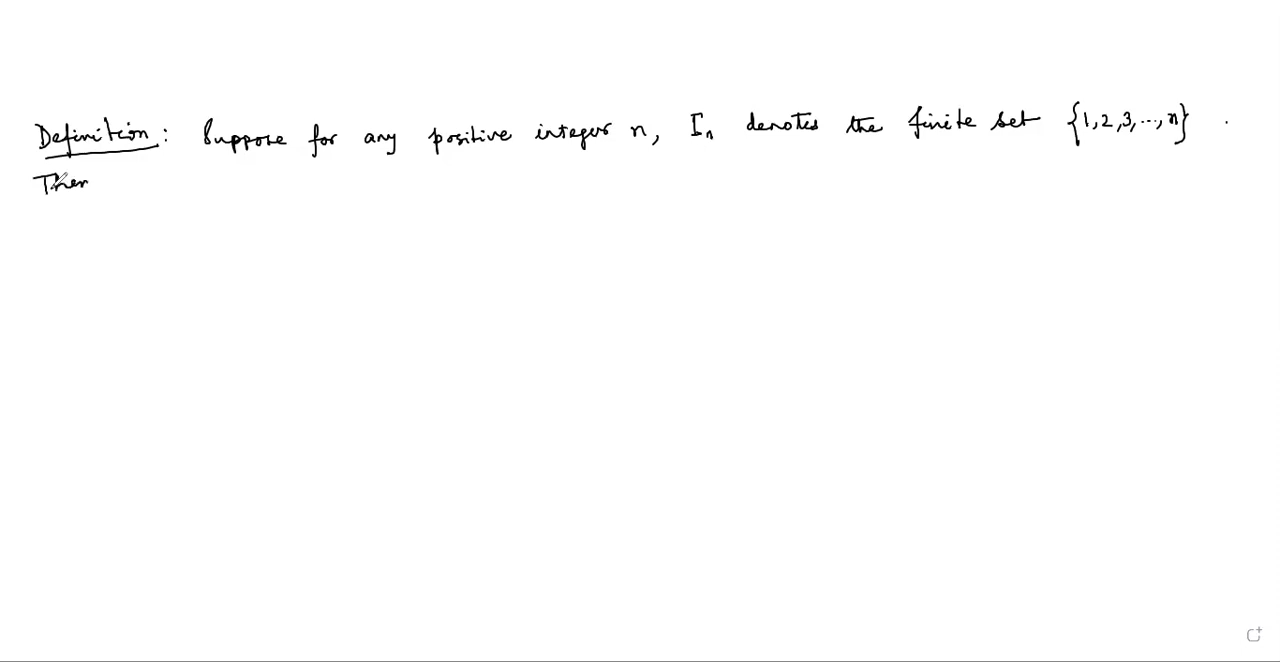 Definition: Suppose for any positive integer n, Iₙ denotes the finite set {1,2,3,...,n} .
Then